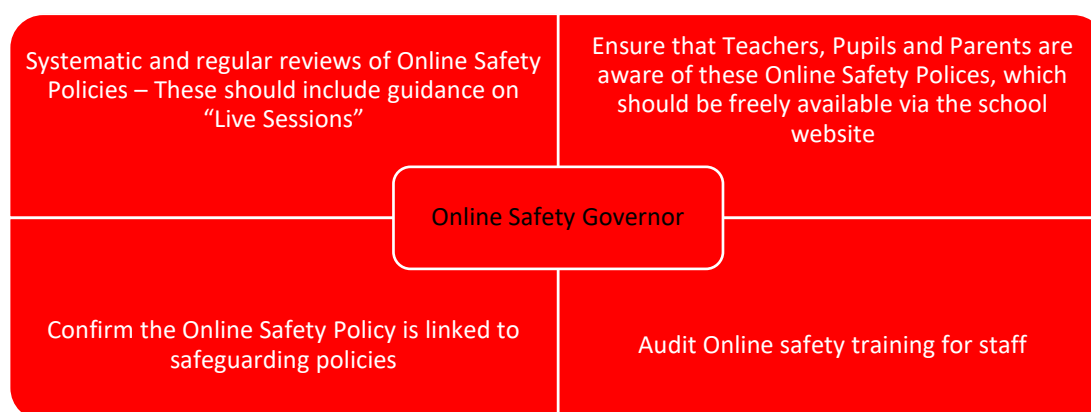 Systematic and regular reviews of Online Safety
Policies – These should include guidance on
“Live Sessions”
Ensure that Teachers, Pupils and Parents are
aware of these Online Safety Polices, which
should be freely available via the school
website
Online Safety Governor
Confirm the Online Safety Policy is linked to
safeguarding policies
Audit Online safety training for staff